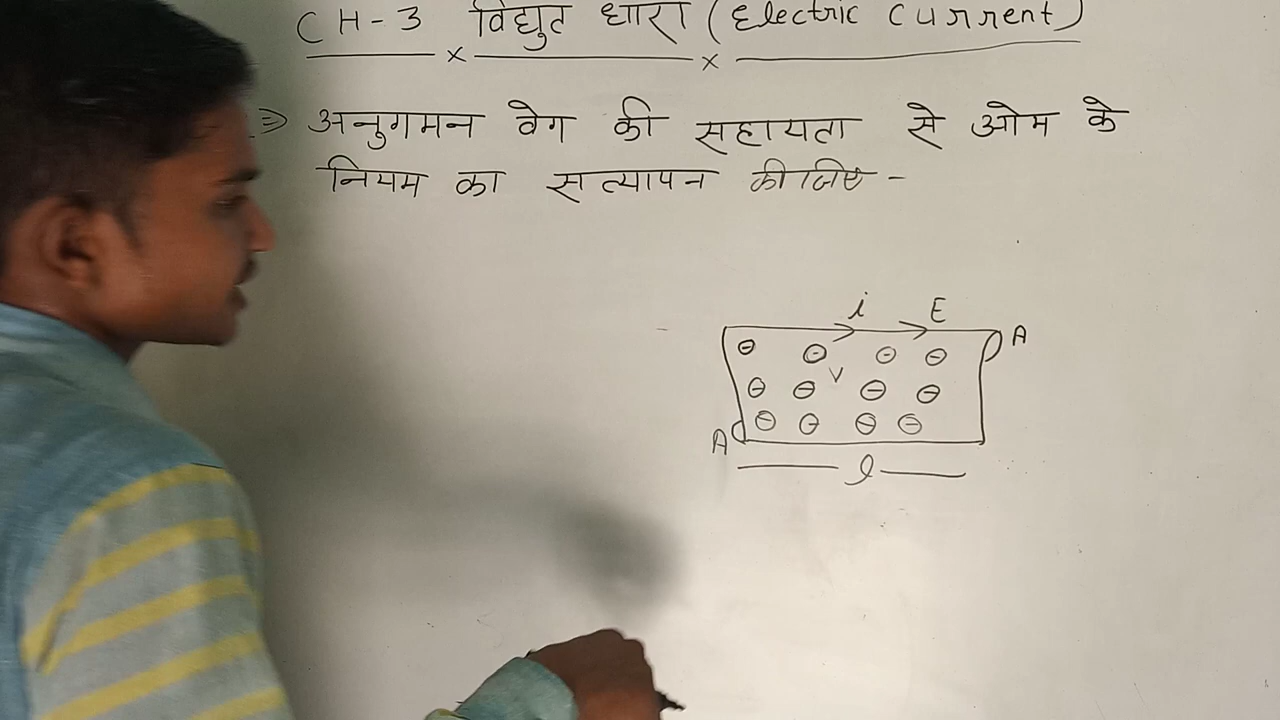 CH-3 विद्युत धारा (Electric Current)
⇒ अनुगमन वेग की सहायता से ओम के
नियम का सत्यापन कीजिए -
i E
A
V
A
l